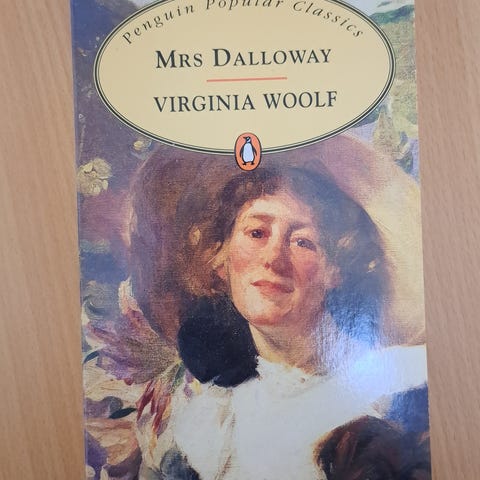 Penguin Popular Classics
MRS DALLOWAY
VIRGINIA WOOLF